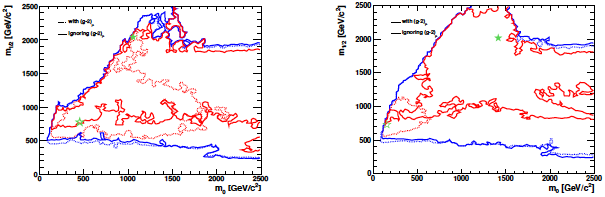 m1/2 [GeV/c²]
2500
2000
1500
1000
500
0
with (g-2)μ
ignoring (g-2)μ
0 500 1000 1500 2000 2500
m0 [GeV/c²]
m1/2 [GeV/c²]
2500
2000
1500
1000
500
0
with (g-2)μ
ignoring (g-2)μ
0 500 1000 1500 2000 2500
m0 [GeV/c²]